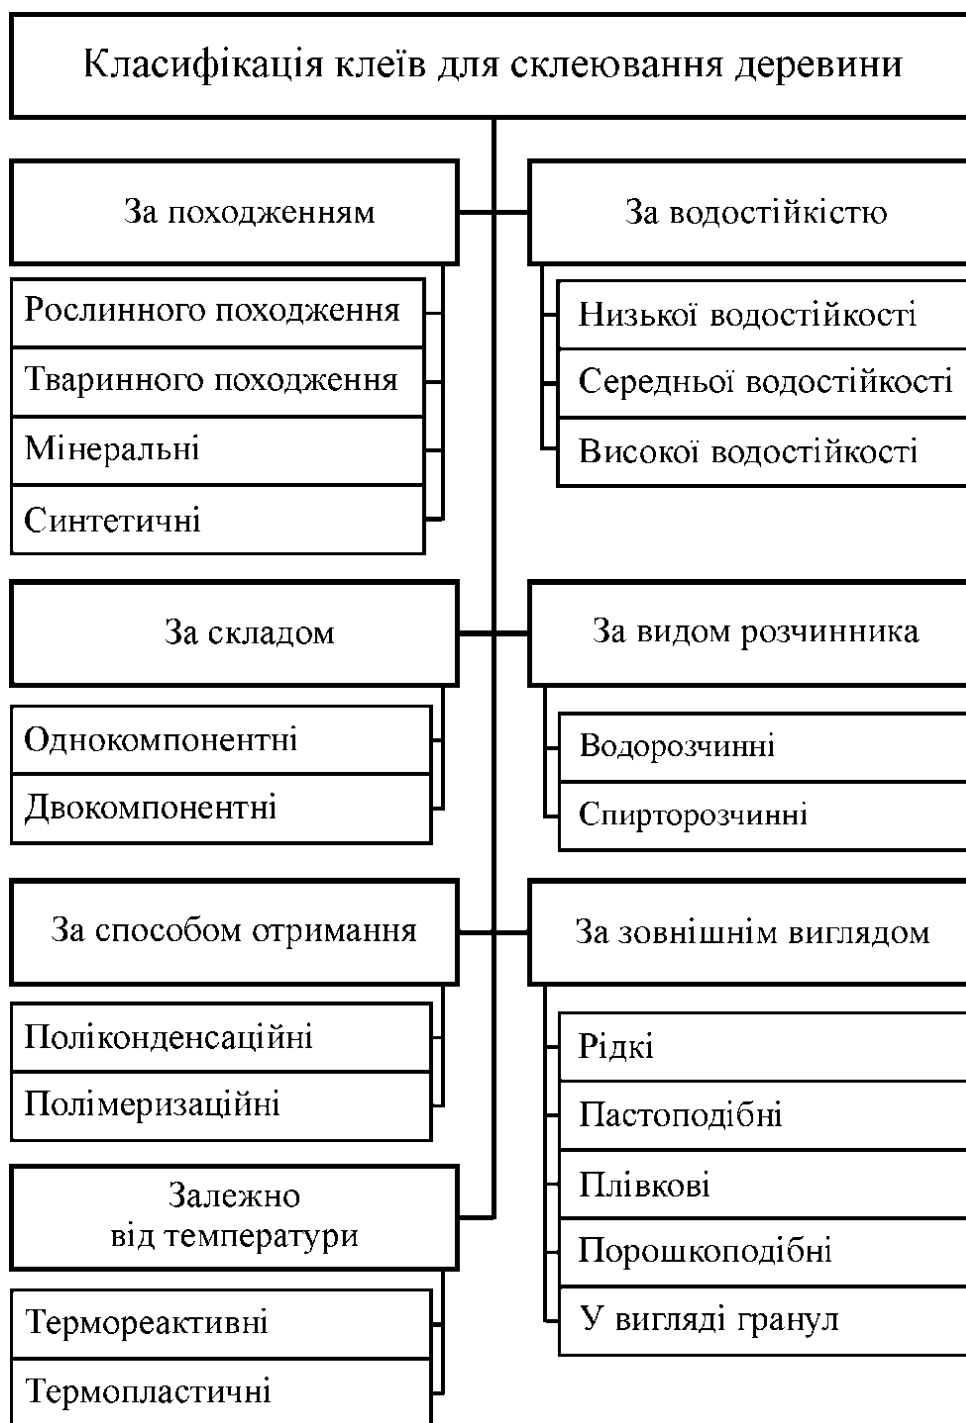 Класифікація клеїв для склеювання деревини
За походженням
Рослинного походження
Тваринного походження
Мінеральні
Синтетичні
За водостійкістю
Низької водостійкості
Середньої водостійкості
Високої водостійкості
За складом
Однокомпонентні
Двокомпонентні
За видом розчинника
Водорозчинні
Спирторозчинні
За способом отримання
Поліконденсаційні
Полімеризаційні
За зовнішнім виглядом
Рідкі
Пастоподібні
Плівкові
Порошкоподібні
У вигляді гранул
Залежно
від температури
Термореактивні
Термопластичні